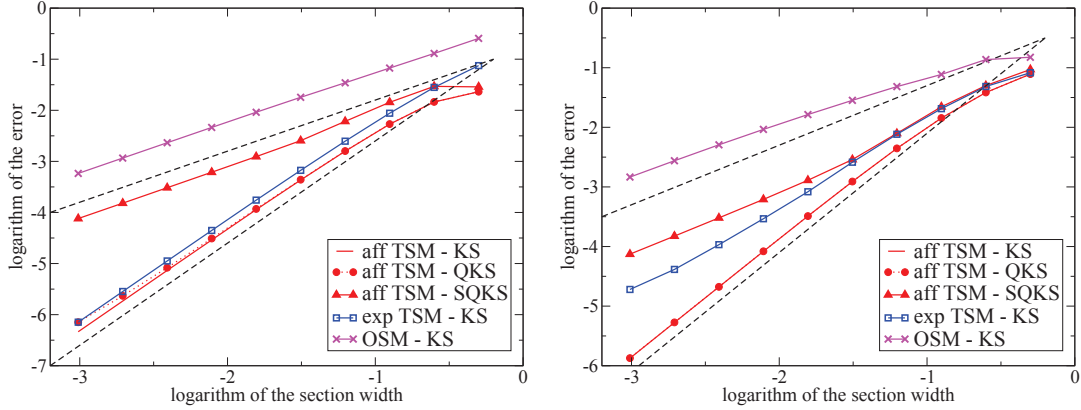 0
-1
-2
-3
-4
-5
-6
-7
logarithm of the error
aff TSM - KS
aff TSM - QKS
aff TSM - SQKS
exp TSM - KS
OSM - KS
-3
-2
-1
0
logarithm of the section width
0
-1
-2
-3
-4
-5
-6
logarithm of the error
aff TSM - KS
aff TSM - QKS
aff TSM - SQKS
exp TSM - KS
OSM - KS
-3
-2
-1
0
logarithm of the section width